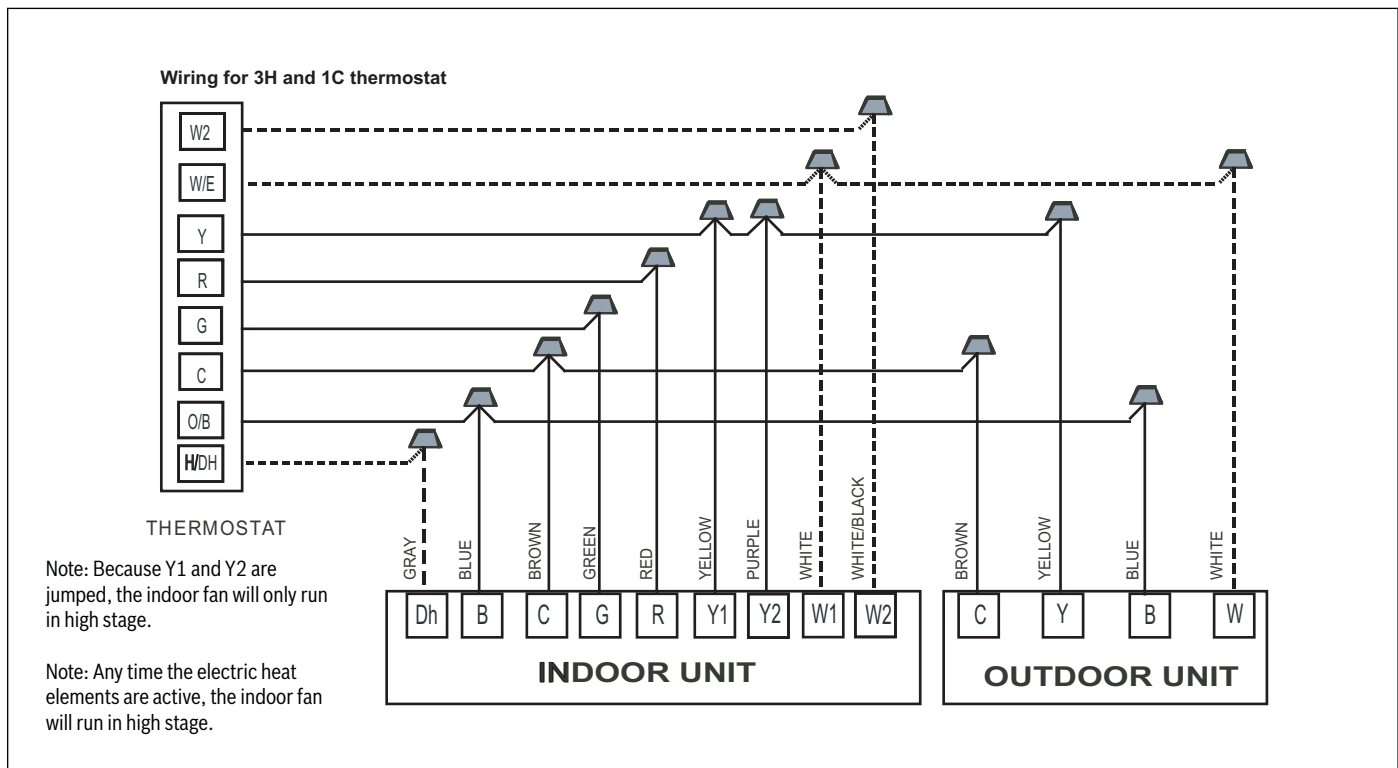 Wiring for 3H and 1C thermostat
W2
W/E
Y
R
G
C
O/B
H/DH
THERMOSTAT
Note: Because Y1 and Y2 are
jumped, the indoor fan will only run
in high stage.
Note: Any time the electric heat
elements are active, the indoor fan
will run in high stage.
GRAY
BLUE
BROWN
GREEN
RED
YELLOW
PURPLE
WHITE
WHITE/BLACK
BROWN
YELLOW
BLUE
WHITE
Dh B C G R Y1 Y2 W1 W2
INDOOR UNIT
C Y B W
OUTDOOR UNIT